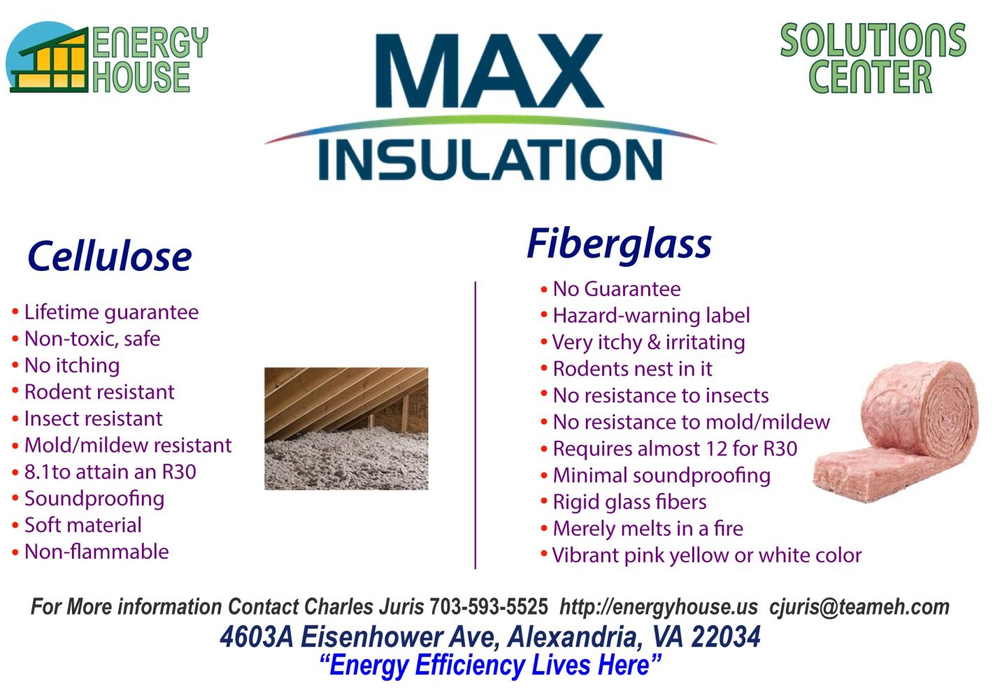 ENERGY
HOUSE
MAX
INSULATION
SOLUTIONS
CENTER
Cellulose
• Lifetime guarantee
• Non-toxic, safe
• No itching
• Rodent resistant
• Insect resistant
• Mold/mildew resistant
• 8.1to attain an R30
• Soundproofing
• Soft material
• Non-flammable
Fiberglass
• No Guarantee
• Hazard-warning label
• Very itchy & irritating
• Rodents nest in it
• No resistance to insects
• No resistance to mold/mildew
• Requires almost 12 for R30
• Minimal soundproofing
• Rigid glass fibers
• Merely melts in a fire
• Vibrant pink yellow or white color
For More information Contact Charles Juris 703-593-5525 http://energyhouse.us cjuris@teameh.com
4603A Eisenhower Ave, Alexandria, VA 22034
“Energy Efficiency Lives Here”